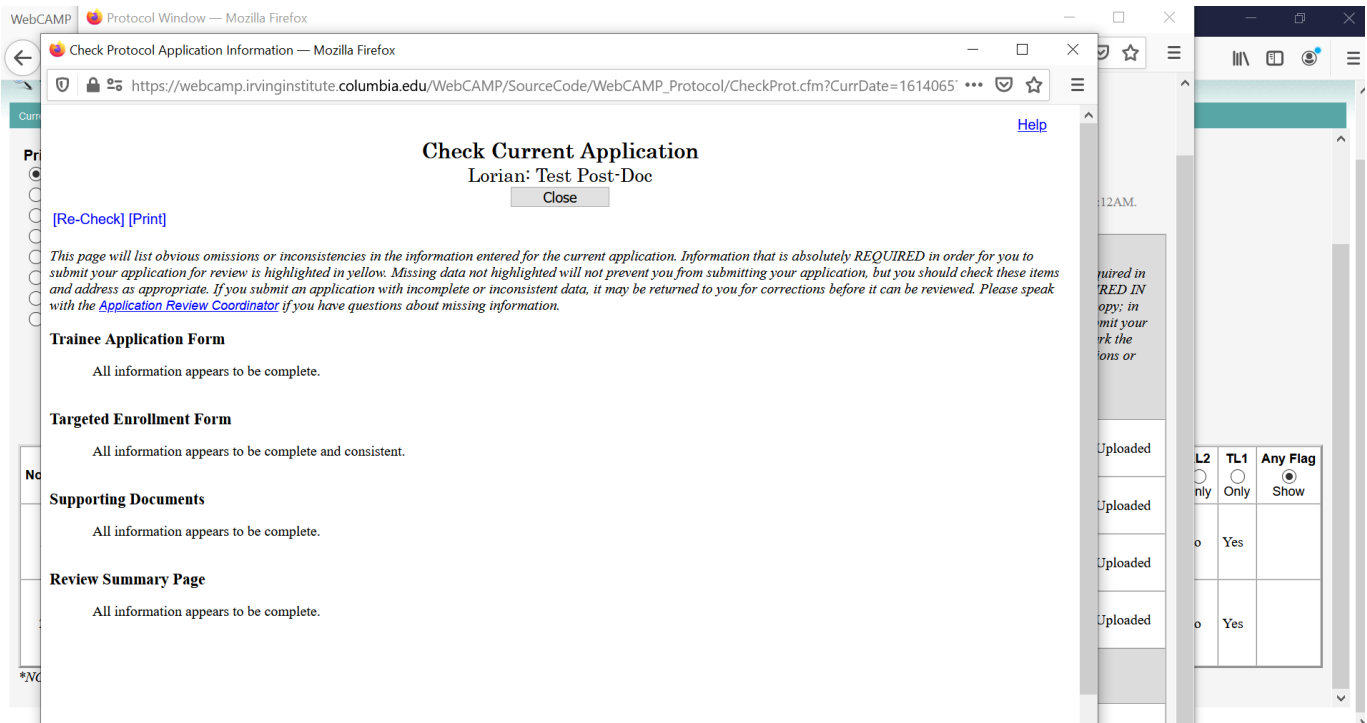 WebCAMP
Protocol Window — Mozilla Firefox
Check Protocol Application Information — Mozilla Firefox
https://webcamp.irvinginstitute.columbia.edu/WebCAMP/SourceCode/WebCAMP_Protocol/CheckProt.cfm?CurrDate=1614065
Help
Check Current Application
Lorian: Test Post-Doc
Close
[Re-Check] [Print]
This page will list obvious omissions or inconsistencies in the information entered for the current application. Information that is absolutely REQUIRED in order for you to
submit your application for review is highlighted in yellow. Missing data not highlighted will not prevent you from submitting your application, but you should check these items
and address as appropriate. If you submit an application with incomplete or inconsistent data, it may be returned to you for corrections before it can be reviewed. Please speak
with the Application Review Coordinator if you have questions about missing information.
Trainee Application Form
All information appears to be complete.
Targeted Enrollment Form
All information appears to be complete and consistent.
Supporting Documents
All information appears to be complete.
Review Summary Page
All information appears to be complete.
Curr
Pri
No
*NO
:12AM.
quired in
RED IN
opy; in
mit your
rk the
ions or
Uploaded
Uploaded
Uploaded
Uploaded
L2 TL1 Any Flag
nly Only Show
o Yes
o Yes